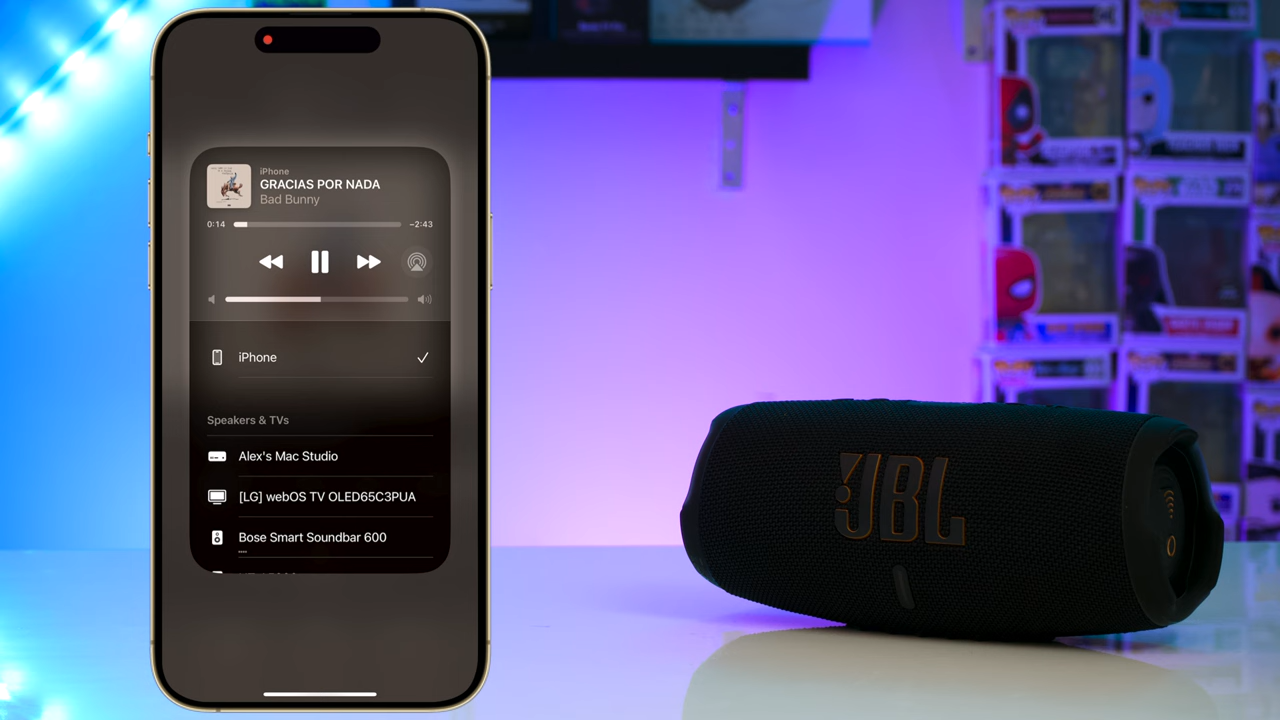 iPhone
GRACIAS POR NADA
Bad Bunny
0:14
−2:43
iPhone
Speakers & TVs
Alex's Mac Studio
[LG] webOS TV OLED65C3PUA
Bose Smart Soundbar 600
JBL